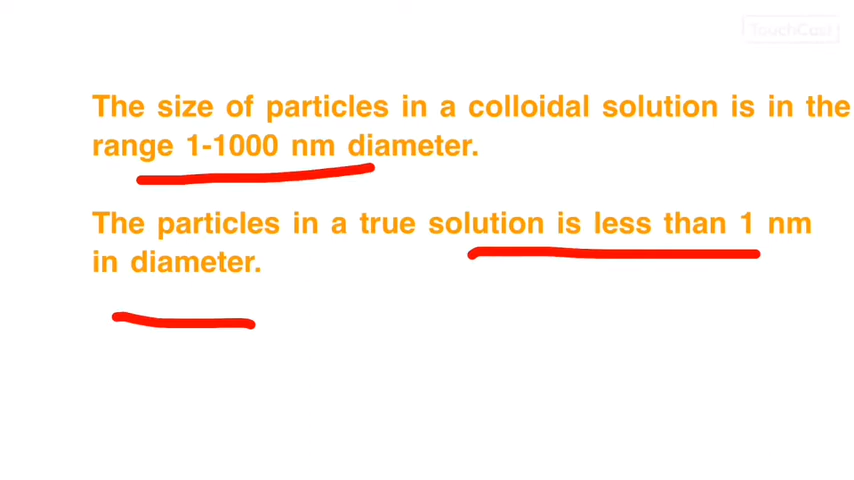 TouchCast
The size of particles in a colloidal solution is in the
range 1-1000 nm diameter.
The particles in a true solution is less than 1 nm
in diameter.